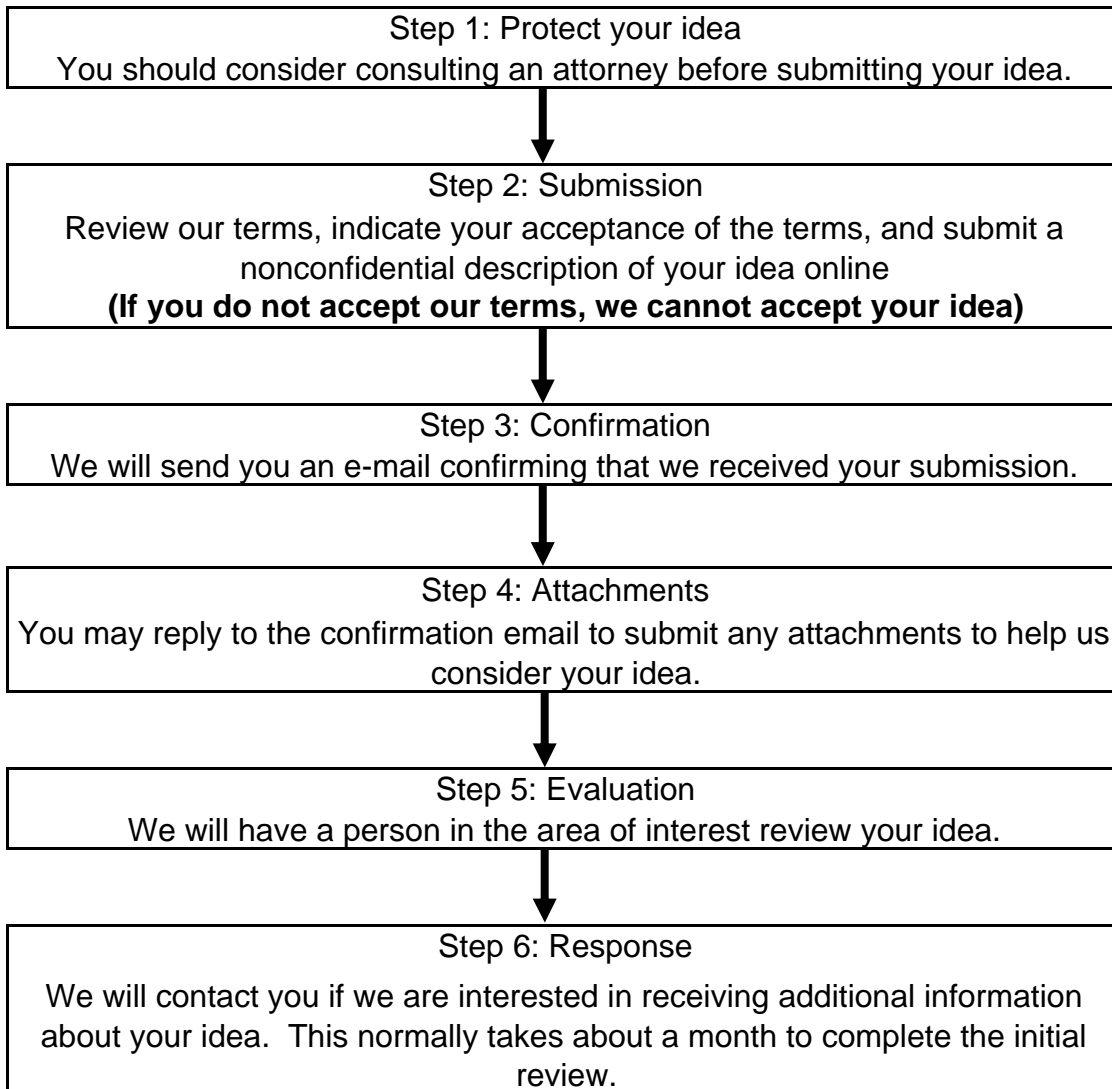 Step 1: Protect your idea
You should consider consulting an attorney before submitting your idea.
Step 2: Submission
Review our terms, indicate your acceptance of the terms, and submit a
nonconfidential description of your idea online
(If you do not accept our terms, we cannot accept your idea)
Step 3: Confirmation
We will send you an e-mail confirming that we received your submission.
Step 4: Attachments
You may reply to the confirmation email to submit any attachments to help us
consider your idea.
Step 5: Evaluation
We will have a person in the area of interest review your idea.
Step 6: Response
We will contact you if we are interested in receiving additional information
about your idea.  This normally takes about a month to complete the initial
review.